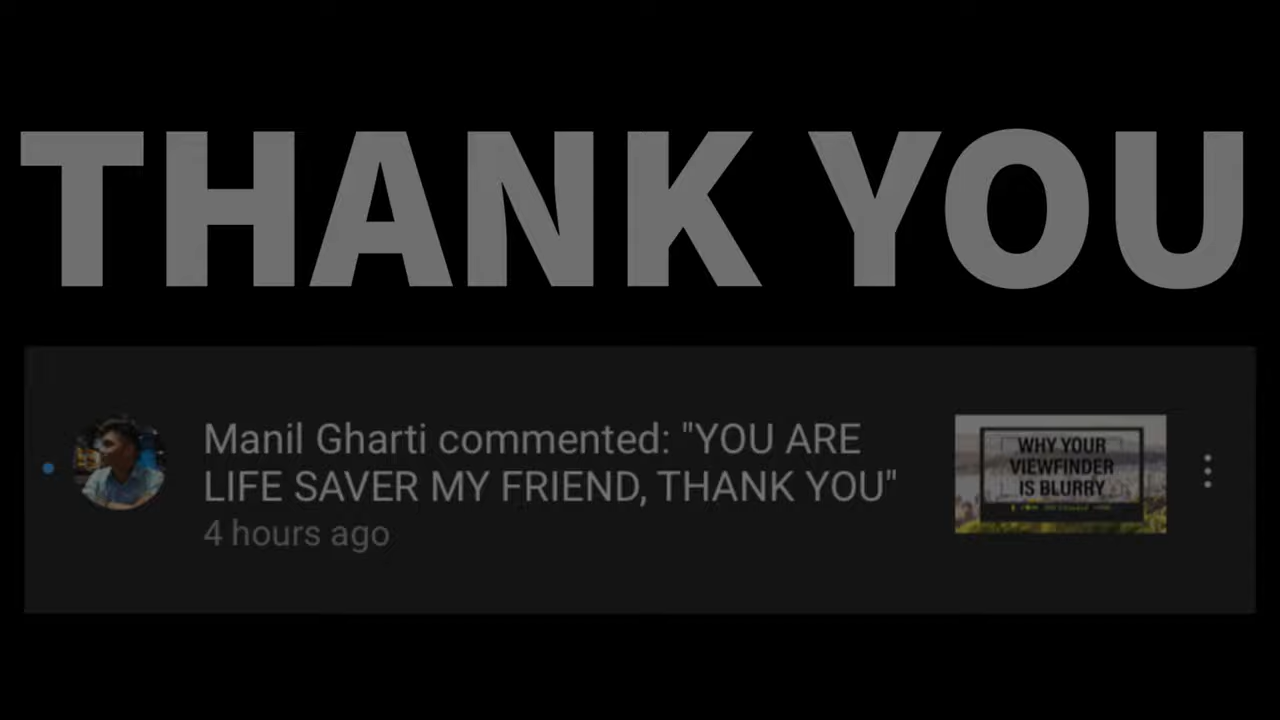 THANK YOU
Manil Gharti commented: "YOU ARE
LIFE SAVER MY FRIEND, THANK YOU"
4 hours ago
WHY YOUR
VIEWFINDER
IS BLURRY